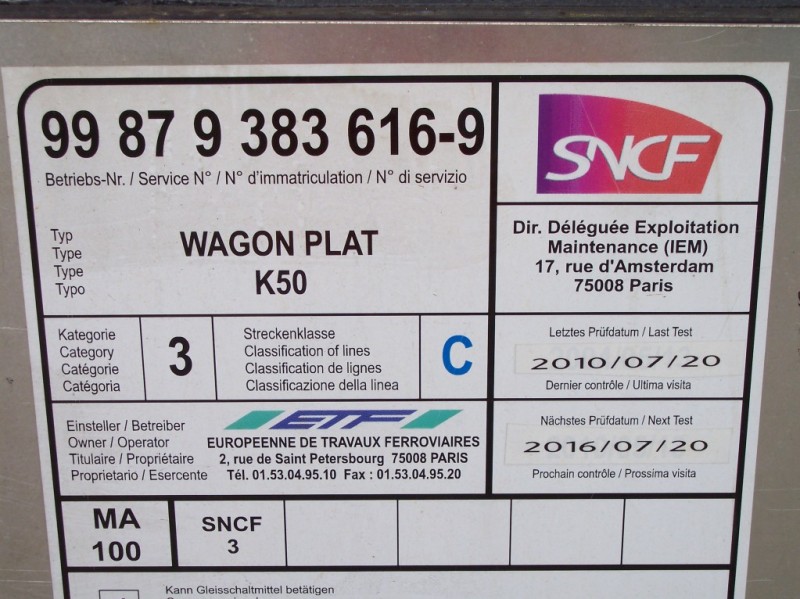 99 87 9 383 616-9
Betriebs-Nr. / Service N° / N° d'immatriculation / N° di servizio
SNCF
Typ
Type
Type
Typo
WAGON PLAT
K50
Dir. Déléguée Exploitation
Maintenance (IEM)
17, rue d'Amsterdam
75008 Paris
Kategorie
Category
Catégorie
Catégoria
3
Streckenklasse
Classification of lines
Classification de lignes
Classificazione della linea
C
Letztes Prüfdatum / Last Test
2010/07/20
Dernier contrôle / Ultima visita
Einsteller / Betreiber
Owner / Operator
Titulaire / Propriétaire
Proprietario / Esercente
ETF
EUROPEENNE DE TRAVAUX FERROVIAIRES
2, rue de Saint Petersbourg 75008 PARIS
Tél. 01.53.04.95.10 Fax : 01.53.04.95.20
Nächstes Prüfdatum / Next Test
2016/07/20
Prochain contrôle / Prossima visita
MA
100
SNCF
3
Kann Gleisschaltmittel betätigen